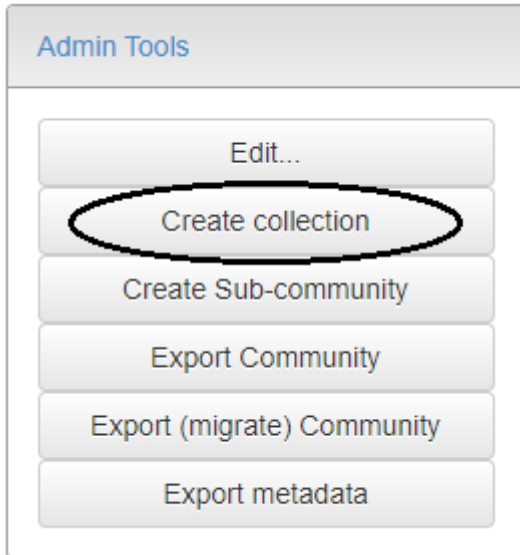 Admin Tools
Edit...
Create collection
Create Sub-community
Export Community
Export (migrate) Community
Export metadata